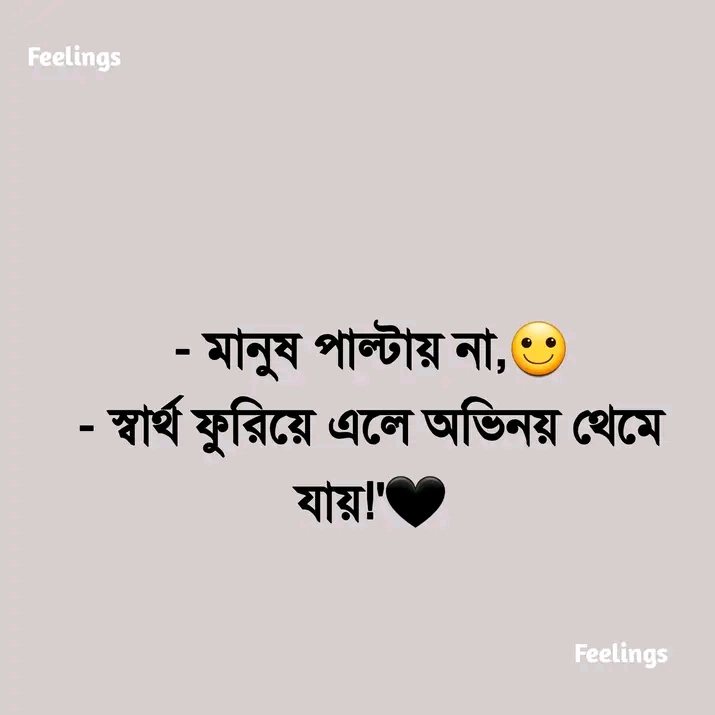 Feelings
- মানুষ পাল্টায় না,🙂
- স্বার্থ ফুরিয়ে এলে অভিনয় থেমে
যায়!'🖤
Feelings